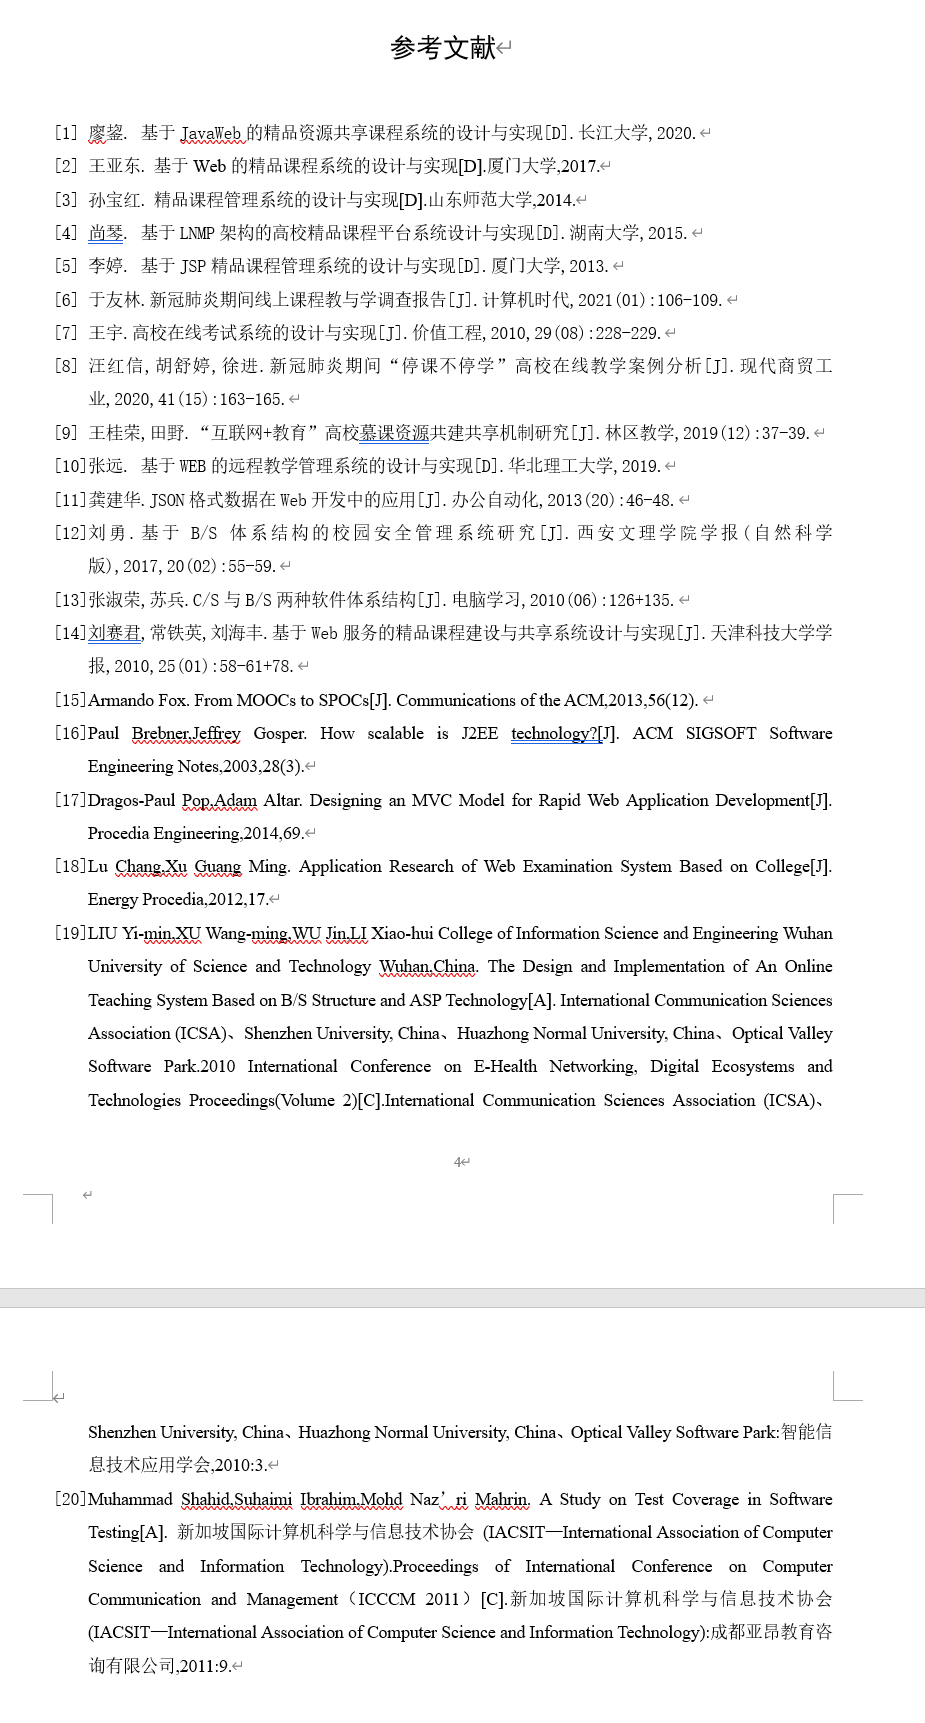 参考文献
[1] 廖鋆. 基于 JavaWeb 的精品资源共享课程系统的设计与实现[D].长江大学,2020.
[2] 王亚东. 基于 Web 的精品课程系统的设计与实现[D].厦门大学,2017.
[3] 孙宝红. 精品课程管理系统的设计与实现[D].山东师范大学,2014.
[4] 尚琴. 基于 LNMP 架构的高校精品课程平台系统设计与实现[D].湖南大学,2015.
[5] 李婷. 基于 JSP 精品课程管理系统的设计与实现[D].厦门大学,2013.
[6] 于友林.新冠肺炎期间线上课程教与学调查报告[J].计算机时代,2021(01):106-109.
[7] 王宇.高校在线考试系统的设计与实现[J].价值工程,2010,29(08):228-229.
[8] 汪红信,胡舒婷,徐进.新冠肺炎期间“停课不停学”高校在线教学案例分析[J].现代商贸工
业,2020,41(15):163-165.
[9] 王桂荣,田野.“互联网+教育”高校慕课资源共建共享机制研究[J].林区教学,2019(12):37-39.
[10]张远. 基于 WEB 的远程教学管理系统的设计与实现[D].华北理工大学,2019.
[11]龚建华.JSON 格式数据在 Web 开发中的应用[J].办公自动化,2013(20):46-48.
[12]刘勇.基于 B/S 体系结构的校园安全管理系统研究[J].西安文理学院学报(自然科学
版),2017,20(02):55-59.
[13]张淑荣,苏兵.C/S 与 B/S 两种软件体系结构[J].电脑学习,2010(06):126+135.
[14]刘赛君,常铁英,刘海丰.基于 Web 服务的精品课程建设与共享系统设计与实现[J].天津科技大学学
报,2010,25(01):58-61+78.
[15]Armando Fox. From MOOCs to SPOCs[J]. Communications of the ACM,2013,56(12).
[16]Paul Brebner,Jeffrey Gosper. How scalable is J2EE technology?[J]. ACM SIGSOFT Software
Engineering Notes,2003,28(3).
[17]Dragos-Paul Pop,Adam Altar. Designing an MVC Model for Rapid Web Application Development[J].
Procedia Engineering,2014,69.
[18]Lu Chang,Xu Guang Ming. Application Research of Web Examination System Based on College[J].
Energy Procedia,2012,17.
[19]LIU Yi-min,XU Wang-ming,WU Jin,LI Xiao-hui College of Information Science and Engineering Wuhan
University of Science and Technology Wuhan,China. The Design and Implementation of An Online
Teaching System Based on B/S Structure and ASP Technology[A]. International Communication Sciences
Association (ICSA)、Shenzhen University, China、Huazhong Normal University, China、Optical Valley
Software Park.2010 International Conference on E-Health Networking, Digital Ecosystems and
Technologies Proceedings(Volume 2)[C].International Communication Sciences Association (ICSA)、
4
Shenzhen University, China、Huazhong Normal University, China、Optical Valley Software Park:智能信
息技术应用学会,2010:3.
[20]Muhammad Shahid,Suhaimi Ibrahim,Mohd Naz’ri Mahrin. A Study on Test Coverage in Software
Testing[A]. 新加坡国际计算机科学与信息技术协会 (IACSIT—International Association of Computer
Science and Information Technology).Proceedings of International Conference on Computer
Communication and Management（ICCCM 2011）[C].新加坡国际计算机科学与信息技术协会
(IACSIT—International Association of Computer Science and Information Technology):成都亚昂教育咨
询有限公司,2011:9.